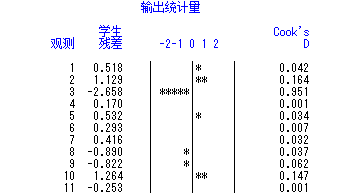 输出统计量
学生 Cook's
观测 残差 -2-1 0 1 2 D
1 0.518 | |* | 0.042
2 1.129 | |** | 0.164
3 -2.658 | *****| | 0.951
4 0.170 | | | 0.001
5 0.532 | |* | 0.034
6 0.293 | | | 0.007
7 0.416 | | | 0.032
8 -0.890 | *| | 0.037
9 -0.822 | *| | 0.062
10 1.264 | |** | 0.147
11 -0.253 | | | 0.001